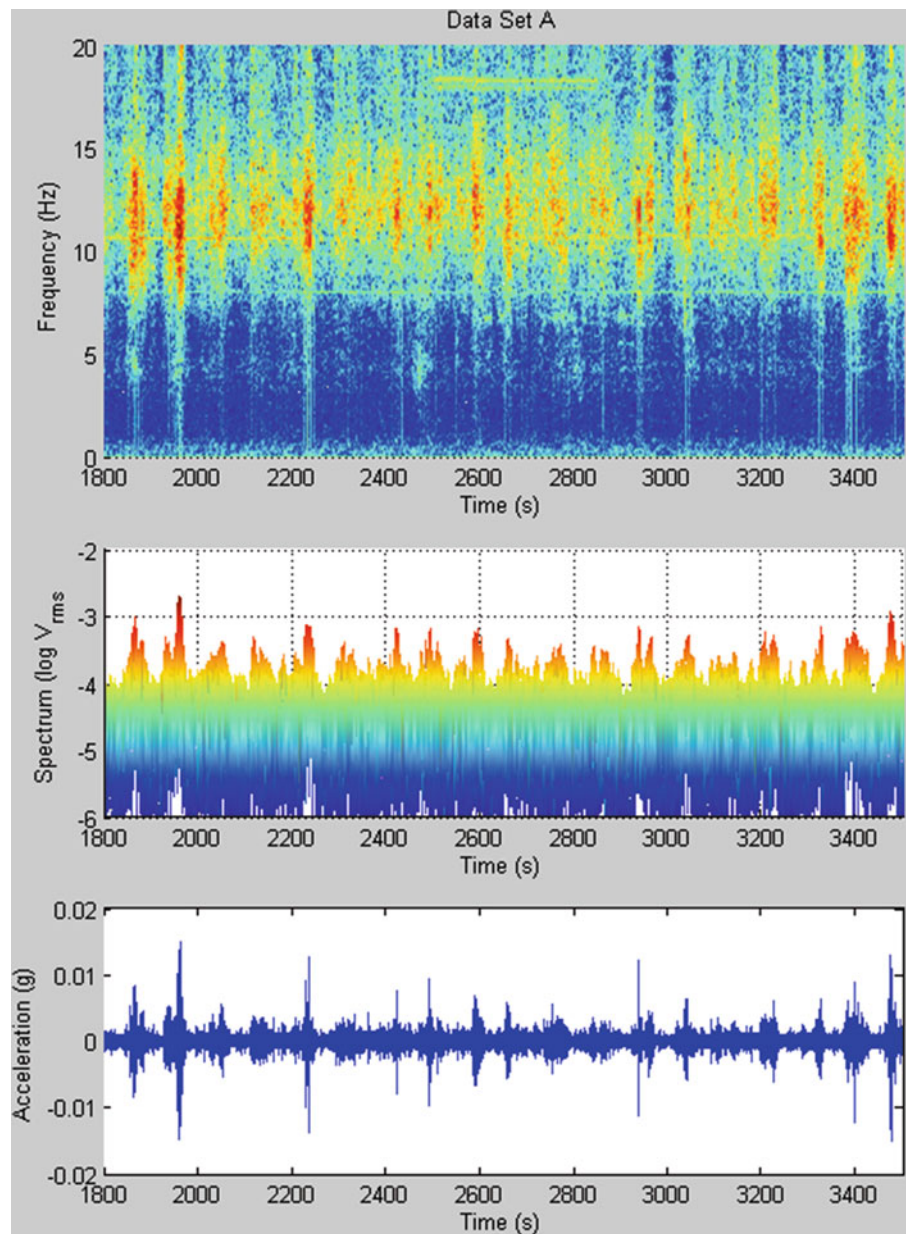 Data Set A
20
15
10
5
0
Frequency (Hz)
1800 2000 2200 2400 2600 2800 3000 3200 3400
Time (s)
-2
-3
-4
-5
-6
Spectrum (log Vrms)
1800 2000 2200 2400 2600 2800 3000 3200 3400
Time (s)
0.02
0.01
0
-0.01
-0.02
Acceleration (g)
1800 2000 2200 2400 2600 2800 3000 3200 3400
Time (s)